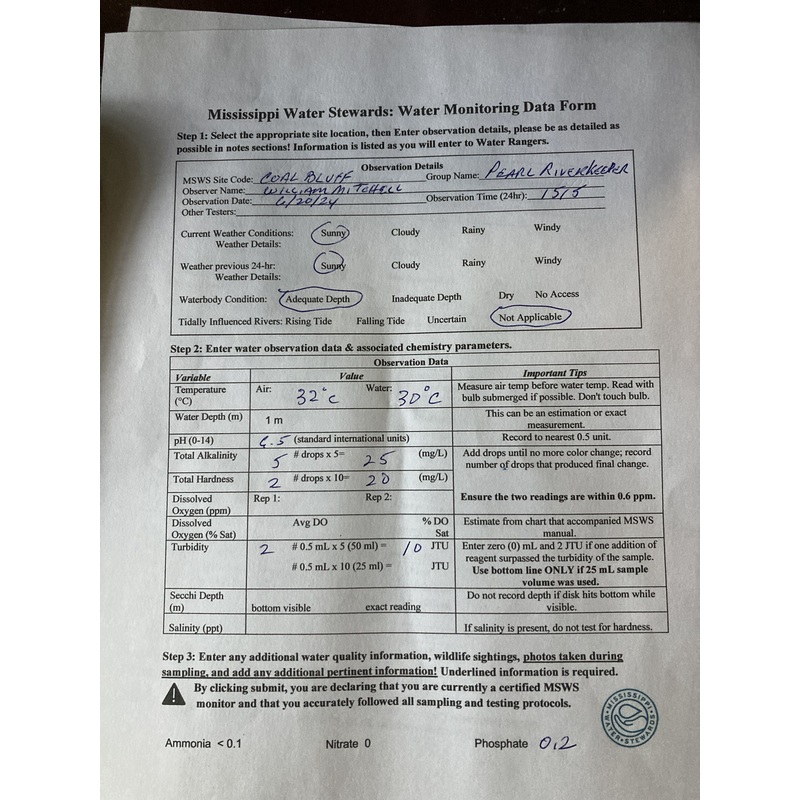 Mississippi Water Stewards: Water Monitoring Data Form
Step 1: Select the appropriate site location, then Enter observation details, please be as detailed as
possible in notes sections! Information is listed as you will enter to Water Rangers.
Observation Details
MSWS Site Code: COAL BLUFF Group Name: PEARL RIVERKEEPER
Observer Name: WILLIAM MITCHELL
Observation Date: 6/20/24 Observation Time (24hr): 1515
Other Testers:
Current Weather Conditions: Sunny Cloudy Rainy Windy
Weather Details:
Weather previous 24-hr: Sunny Cloudy Rainy Windy
Weather Details:
Waterbody Condition: Adequate Depth Inadequate Depth Dry No Access
Tidally Influenced Rivers: Rising Tide Falling Tide Uncertain Not Applicable
Step 2: Enter water observation data & associated chemistry parameters.
Observation Data
Variable Value Important Tips
Temperature (°C) Air: 32°C Water: 30°C Measure air temp before water temp. Read with
bulb submerged if possible. Don't touch bulb.
Water Depth (m) 1 m This can be an estimation or exact
measurement.
pH (0-14) 6.5 (standard international units) Record to nearest 0.5 unit.
Total Alkalinity 5 # drops x 5= 25 (mg/L) Add drops until no more color change; record
number of drops that produced final change.
Total Hardness 2 # drops x 10= 20 (mg/L)
Dissolved Oxygen (ppm) Rep 1: Rep 2: Ensure the two readings are within 0.6 ppm.
Dissolved Oxygen (% Sat) Avg DO % DO Sat Estimate from chart that accompanied MSWS
manual.
Turbidity 2 # 0.5 mL x 5 (50 ml) = 10 JTU Enter zero (0) mL and 2 JTU if one addition of
reagent surpassed the turbidity of the sample.
# 0.5 mL x 10 (25 ml) = JTU Use bottom line ONLY if 25 mL sample
volume was used.
Secchi Depth (m) bottom visible exact reading Do not record depth if disk hits bottom while
visible.
Salinity (ppt) If salinity is present, do not test for hardness.
Step 3: Enter any additional water quality information, wildlife sightings, photos taken during
sampling, and add any additional pertinent information! Underlined information is required.
By clicking submit, you are declaring that you are currently a certified MSWS
monitor and that you accurately followed all sampling and testing protocols.
MISSISSIPPI WATER STEWARDS
Ammonia < 0.1 Nitrate 0 Phosphate 0.2